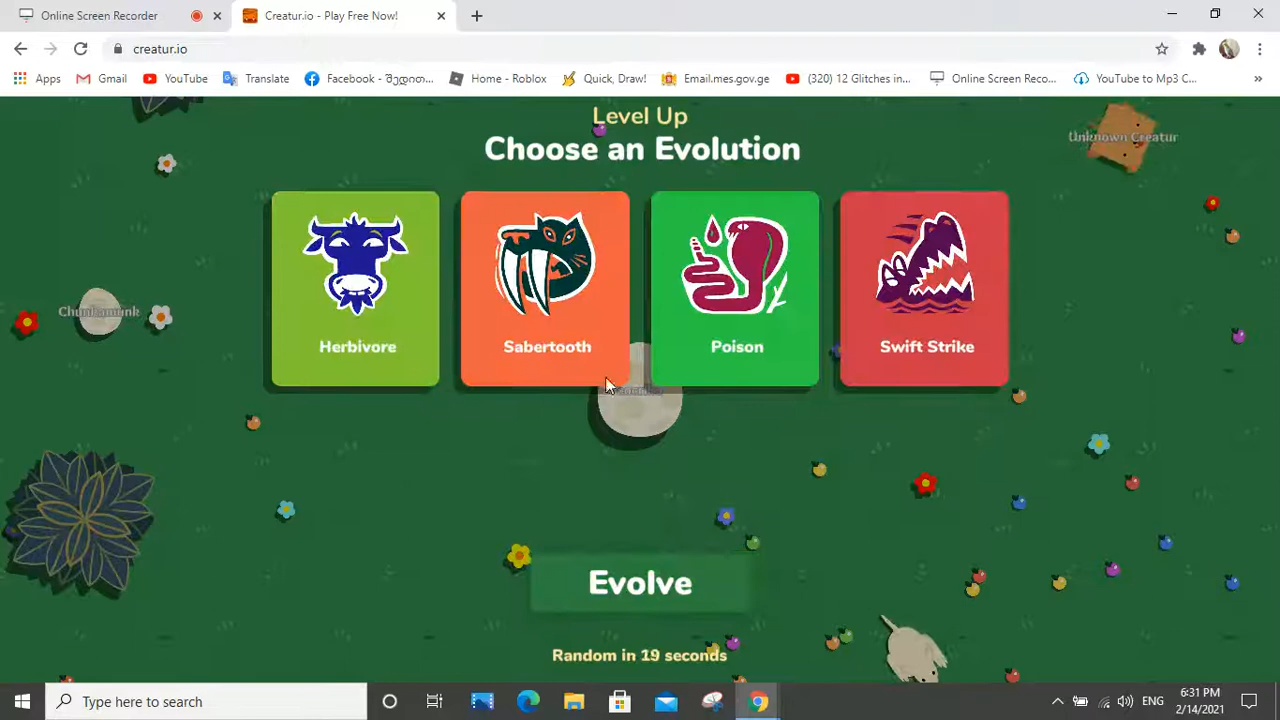 Online Screen Recorder
Creatur.io - Play Free Now!
creatur.io
Apps
Gmail
YouTube
Translate
Facebook - შედით...
Home - Roblox
Quick, Draw!
Email.mes.gov.ge
(320) 12 Glitches in...
Online Screen Reco...
YouTube to Mp3 C...
»
Level Up
Choose an Evolution
Unknown Creatur
Herbivore
Sabertooth
Poison
Swift Strike
Evolve
Random in 19 seconds
Type here to search
ENG
6:31 PM
2/14/2021